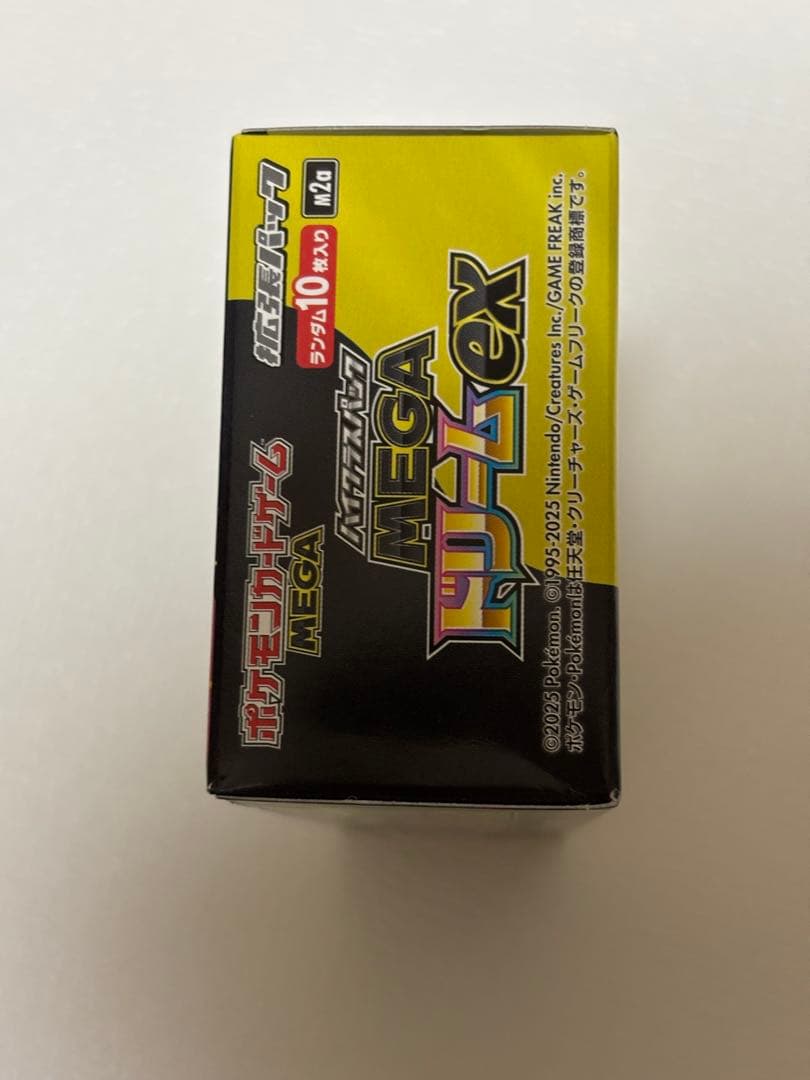 ポケモンカードゲーム
MEGA
拡張パック
ランダム10枚入り
M2a
ハイクラスパック
MEGA
ドリームex
©2025 Pokémon. ©1995-2025 Nintendo/Creatures Inc./GAME FREAK inc.
ポケモン・Pokémonは任天堂・クリーチャーズ・ゲームフリークの登録商標です。